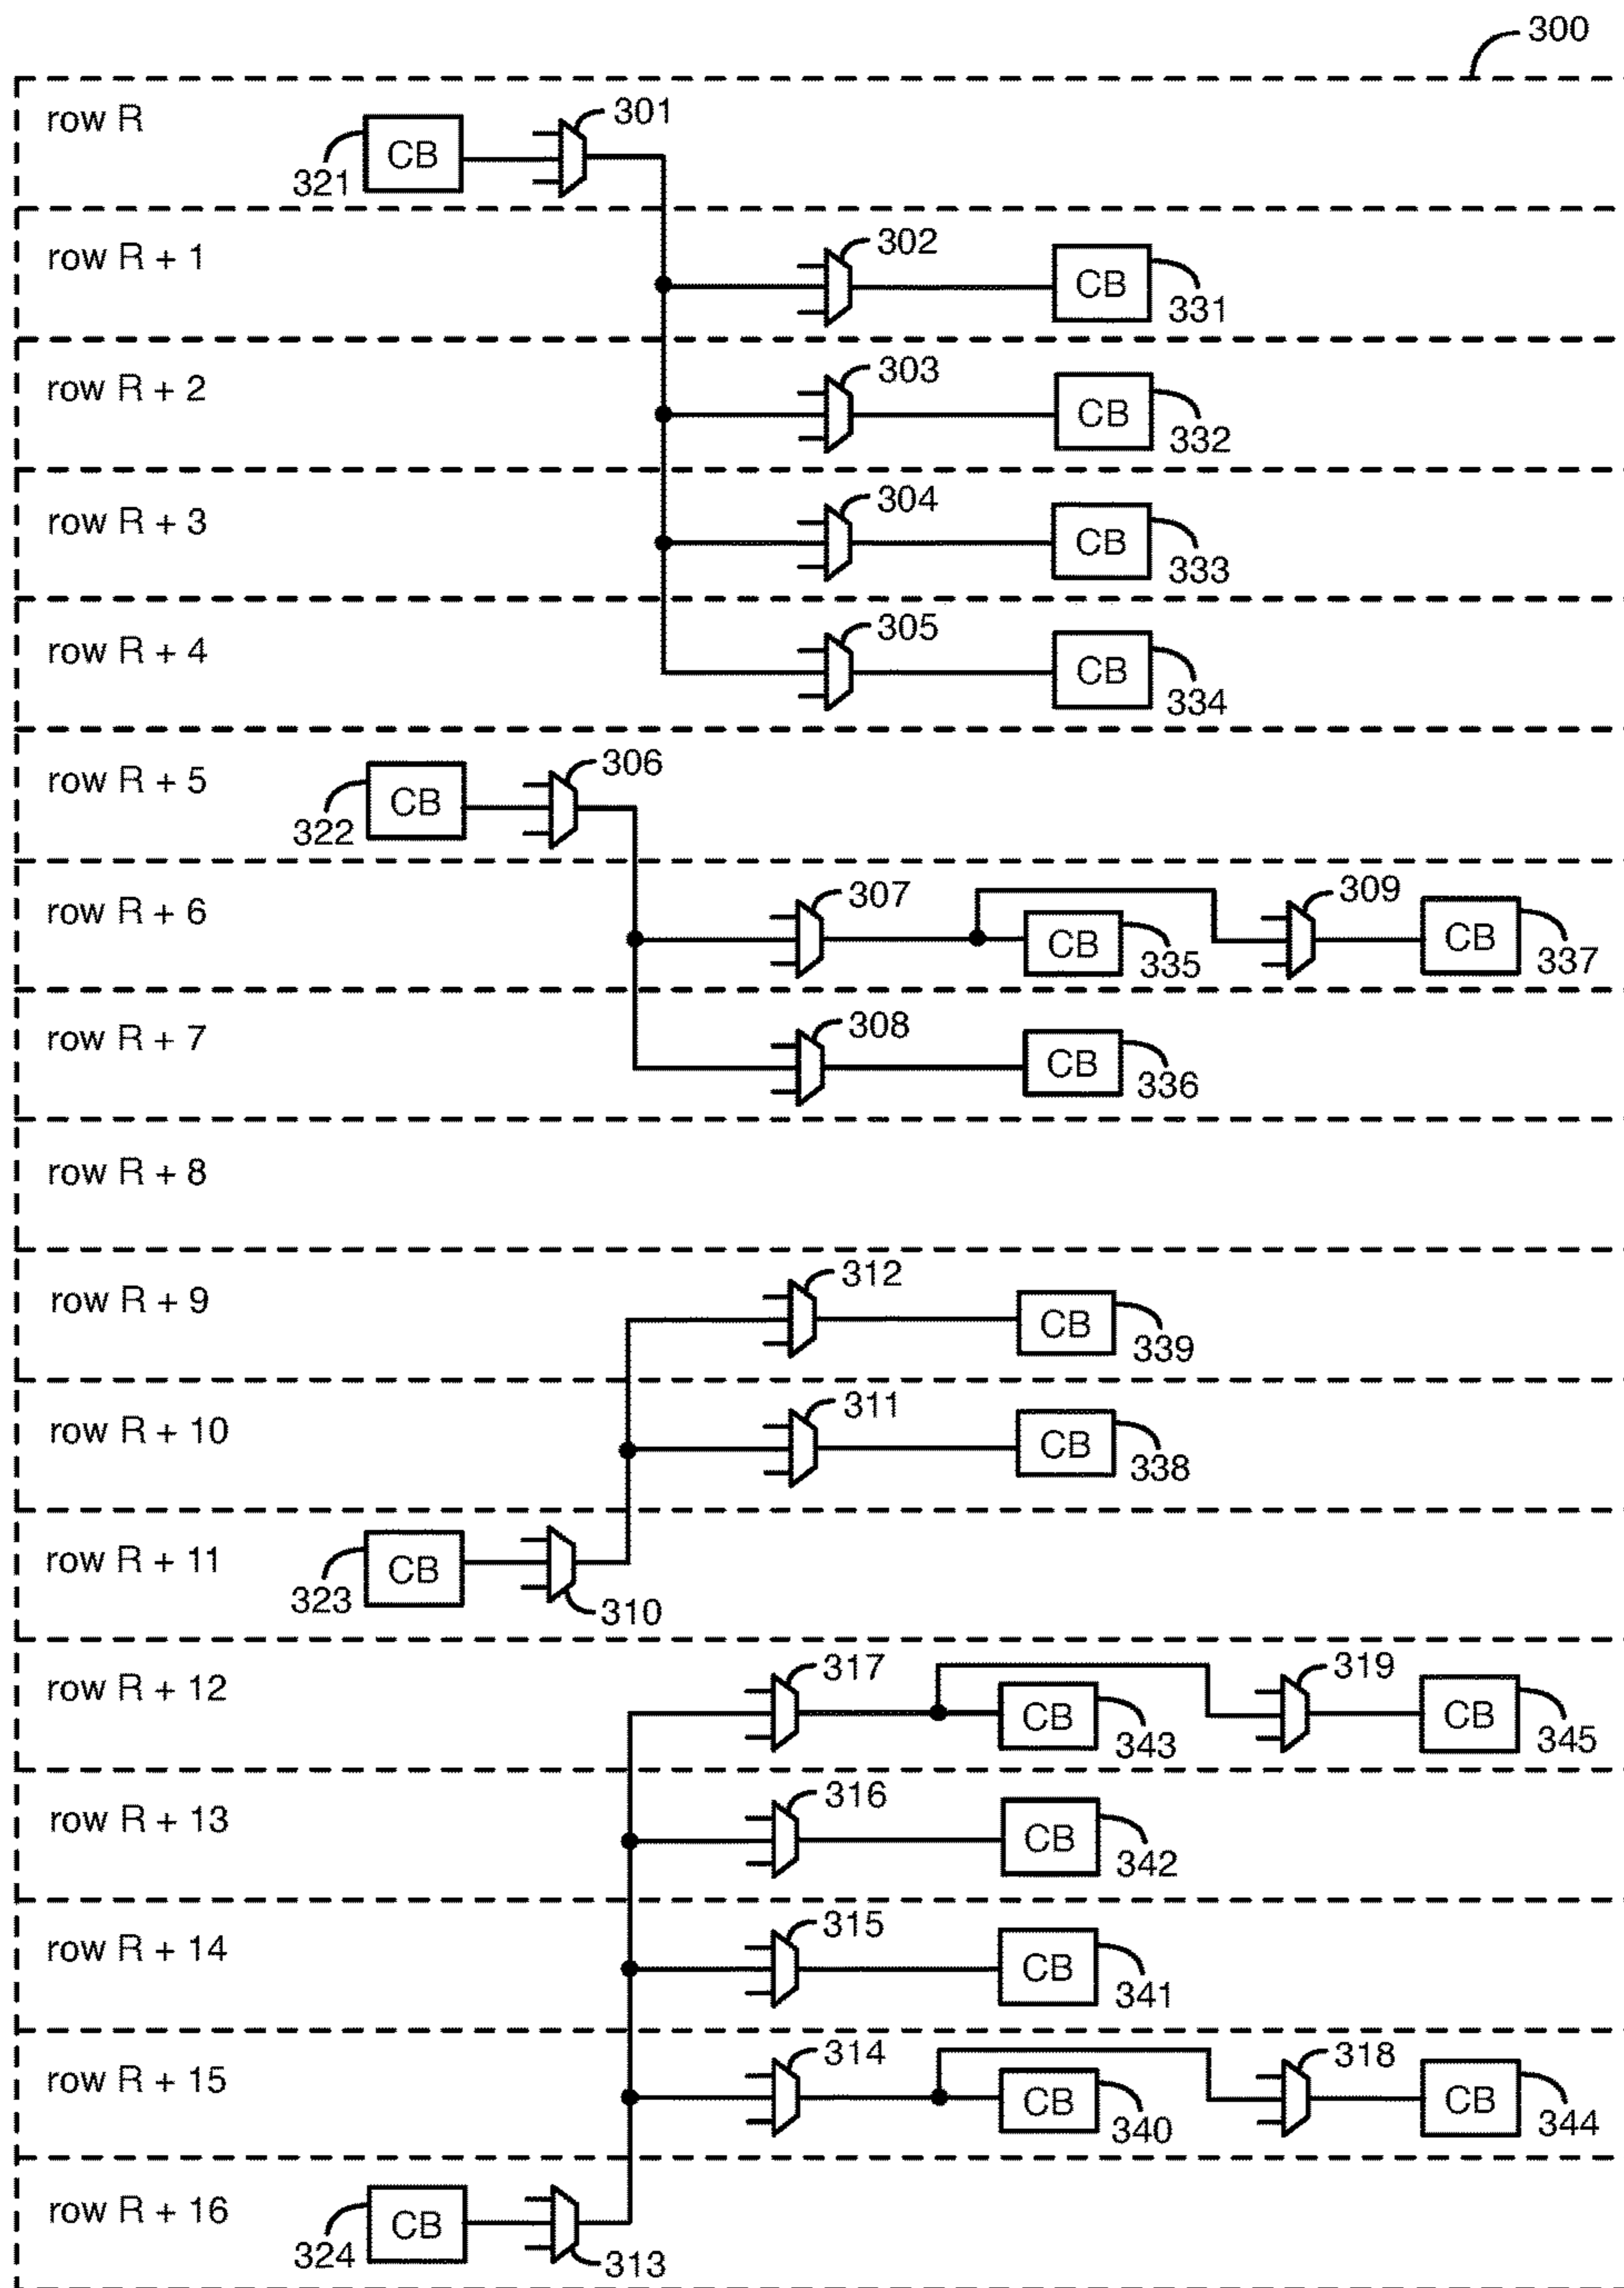 300
row R
CB
301
321
row R + 1
302
CB
331
row R + 2
303
CB
332
row R + 3
304
CB
333
row R + 4
305
CB
334
row R + 5
CB
306
322
row R + 6
307
CB
335
309
CB
337
row R + 7
308
CB
336
row R + 8
row R + 9
312
CB
339
row R + 10
311
CB
338
row R + 11
CB
323
310
row R + 12
317
CB
343
319
CB
345
row R + 13
316
CB
342
row R + 14
315
CB
341
row R + 15
314
CB
340
318
CB
344
row R + 16
CB
324
313